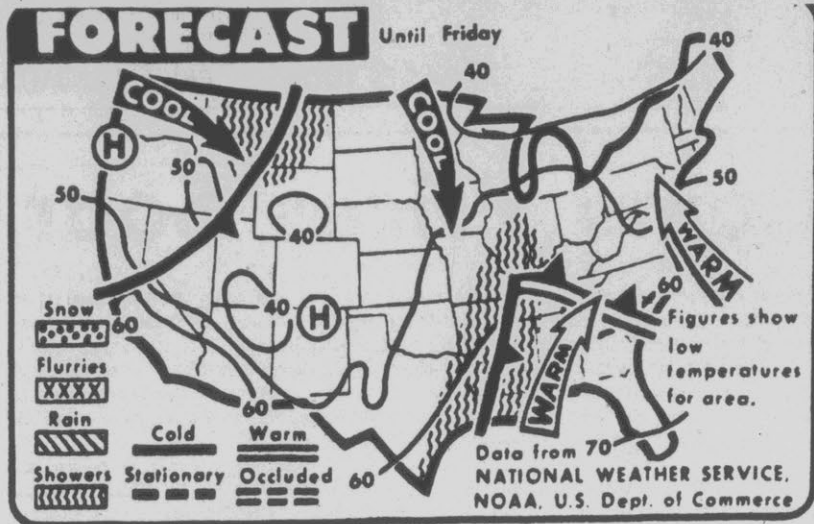 FORECAST Until Friday
40
40
COOL
COOL
H
50
50
50
40
WARM
40
H
60
Snow
60
Figures show
low
temperatures
for area.
Flurries
XXXX
WARM
Rain
Cold
Warm
60
Showers
Stationary
Occluded
60
Data from 70
NATIONAL WEATHER SERVICE,
NOAA, U.S. Dept. of Commerce